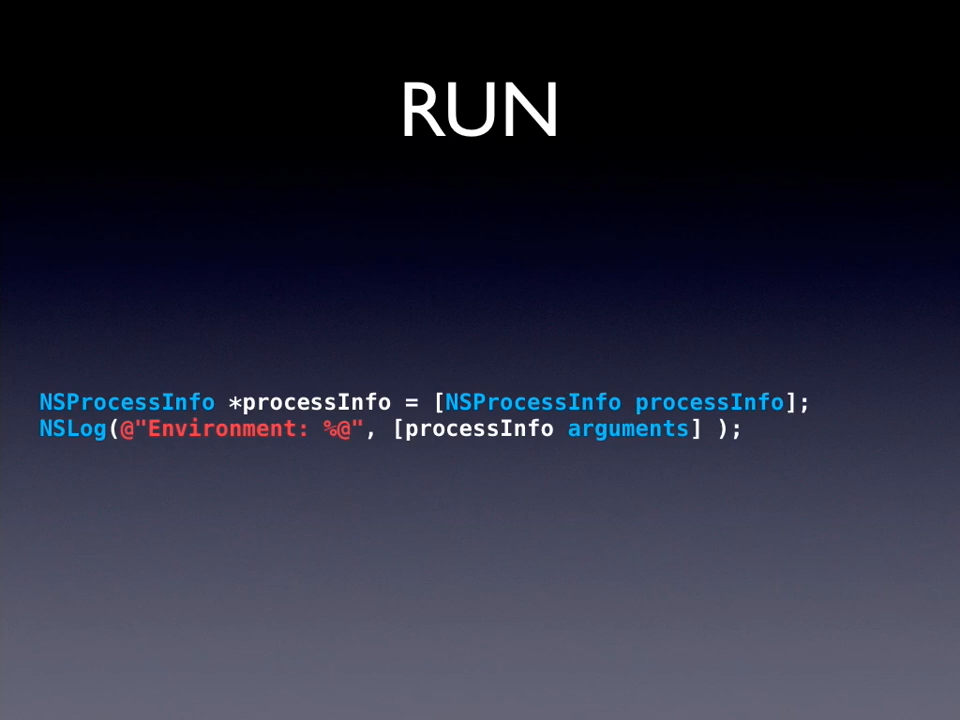 RUN
NSProcessInfo *processInfo = [NSProcessInfo processInfo];
NSLog(@"Environment: %@", [processInfo arguments] );